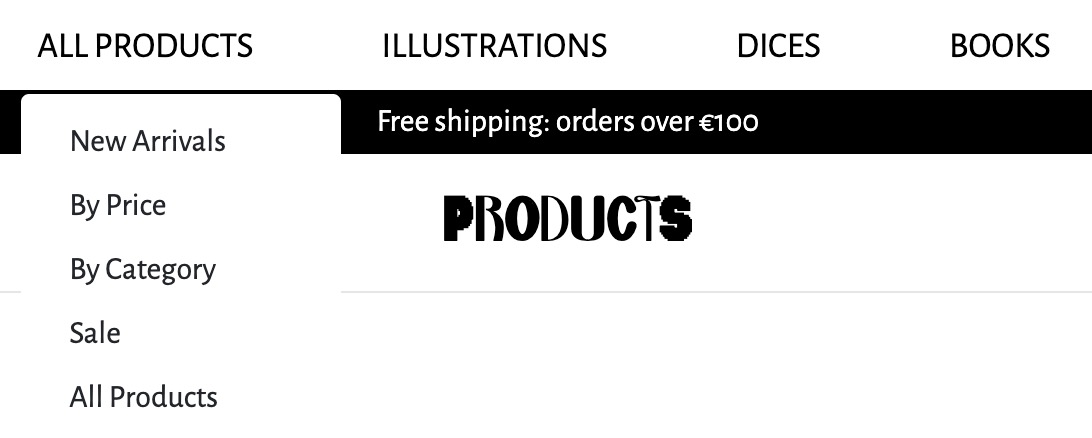 ALL PRODUCTS ILLUSTRATIONS DICES BOOKS
Free shipping: orders over €100
New Arrivals
By Price
By Category
Sale
All Products
PRODUCTS